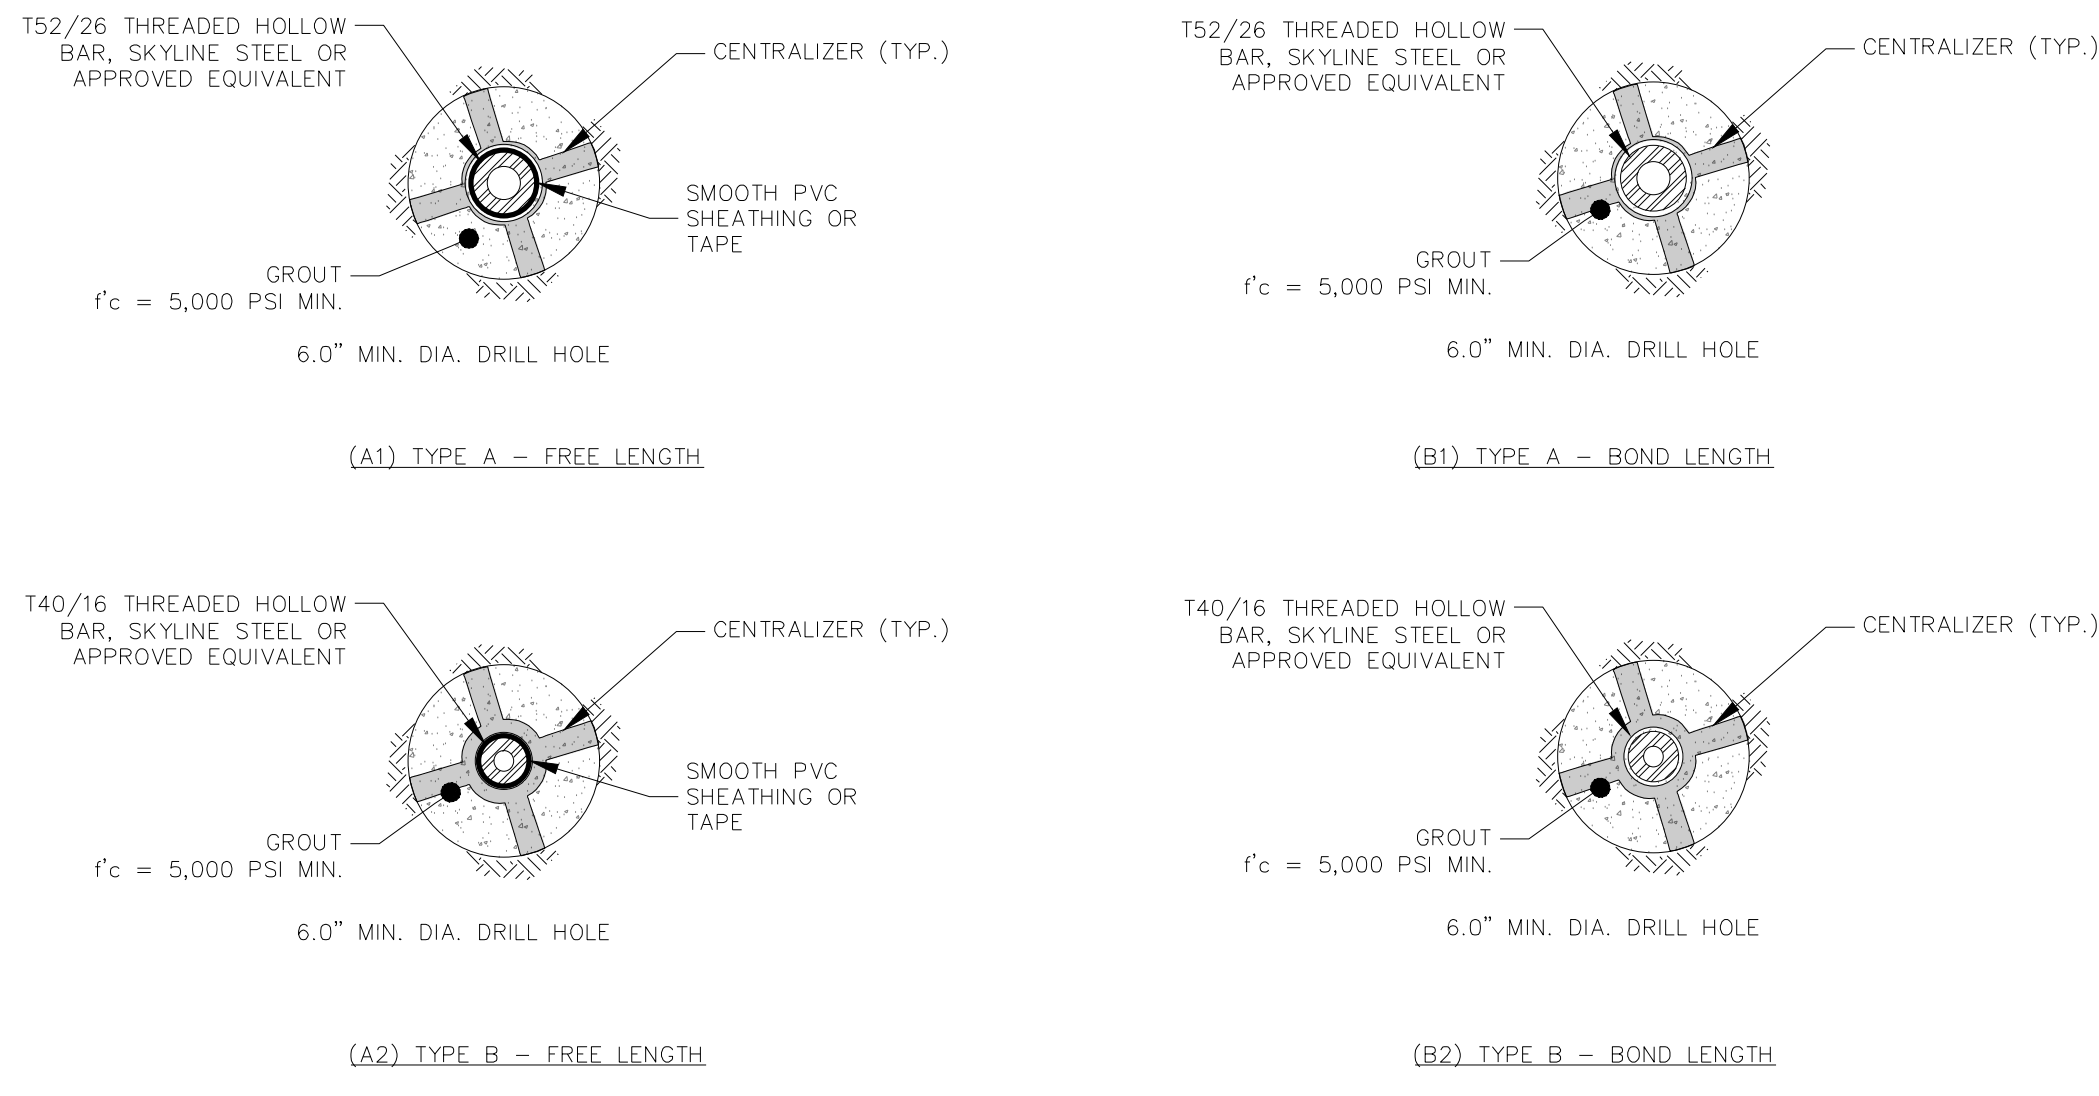 T52/26 THREADED HOLLOW
BAR, SKYLINE STEEL OR
APPROVED EQUIVALENT
CENTRALIZER (TYP.)
SMOOTH PVC
SHEATHING OR
TAPE
GROUT
f'c = 5,000 PSI MIN.
6.0" MIN. DIA. DRILL HOLE
(A1) TYPE A – FREE LENGTH
T52/26 THREADED HOLLOW
BAR, SKYLINE STEEL OR
APPROVED EQUIVALENT
CENTRALIZER (TYP.)
GROUT
f'c = 5,000 PSI MIN.
6.0" MIN. DIA. DRILL HOLE
(B1) TYPE A – BOND LENGTH
T40/16 THREADED HOLLOW
BAR, SKYLINE STEEL OR
APPROVED EQUIVALENT
CENTRALIZER (TYP.)
SMOOTH PVC
SHEATHING OR
TAPE
GROUT
f'c = 5,000 PSI MIN.
6.0" MIN. DIA. DRILL HOLE
(A2) TYPE B – FREE LENGTH
T40/16 THREADED HOLLOW
BAR, SKYLINE STEEL OR
APPROVED EQUIVALENT
CENTRALIZER (TYP.)
GROUT
f'c = 5,000 PSI MIN.
6.0" MIN. DIA. DRILL HOLE
(B2) TYPE B – BOND LENGTH